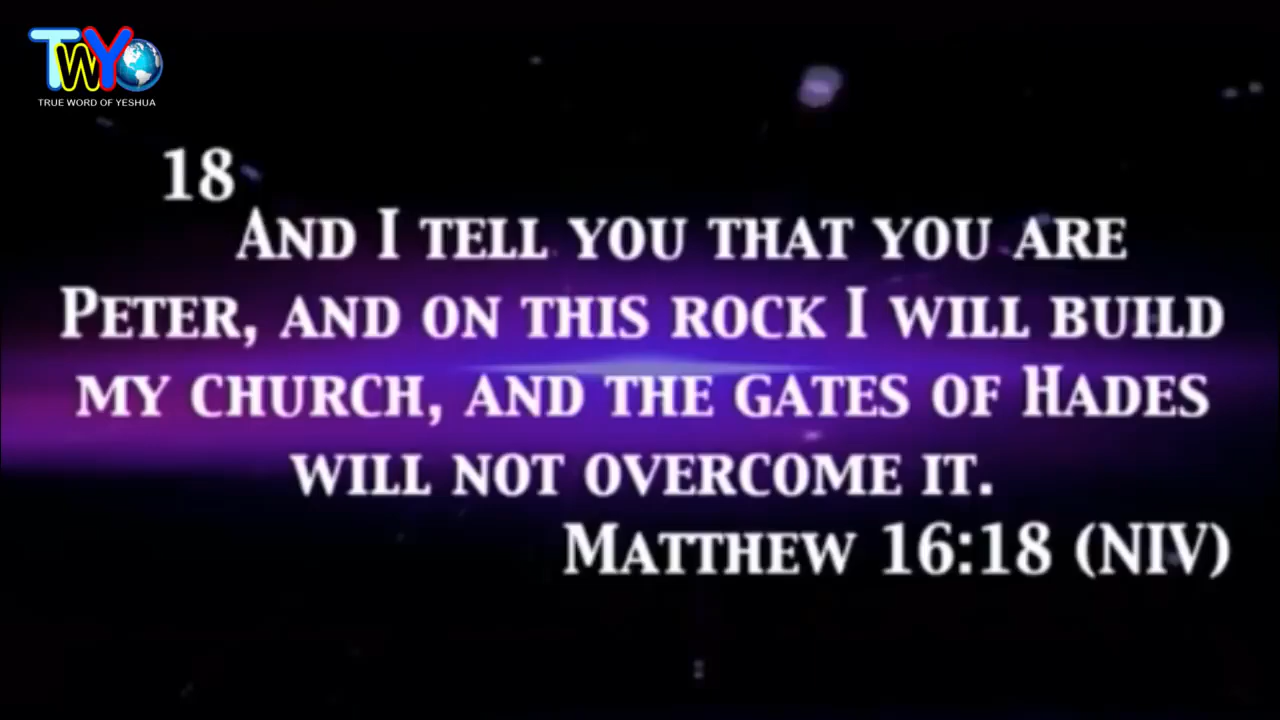 TWY
TRUE WORD OF YESHUA
18
And I tell you that you are
Peter, and on this rock I will build
my church, and the gates of Hades
will not overcome it.
Matthew 16:18 (NIV)